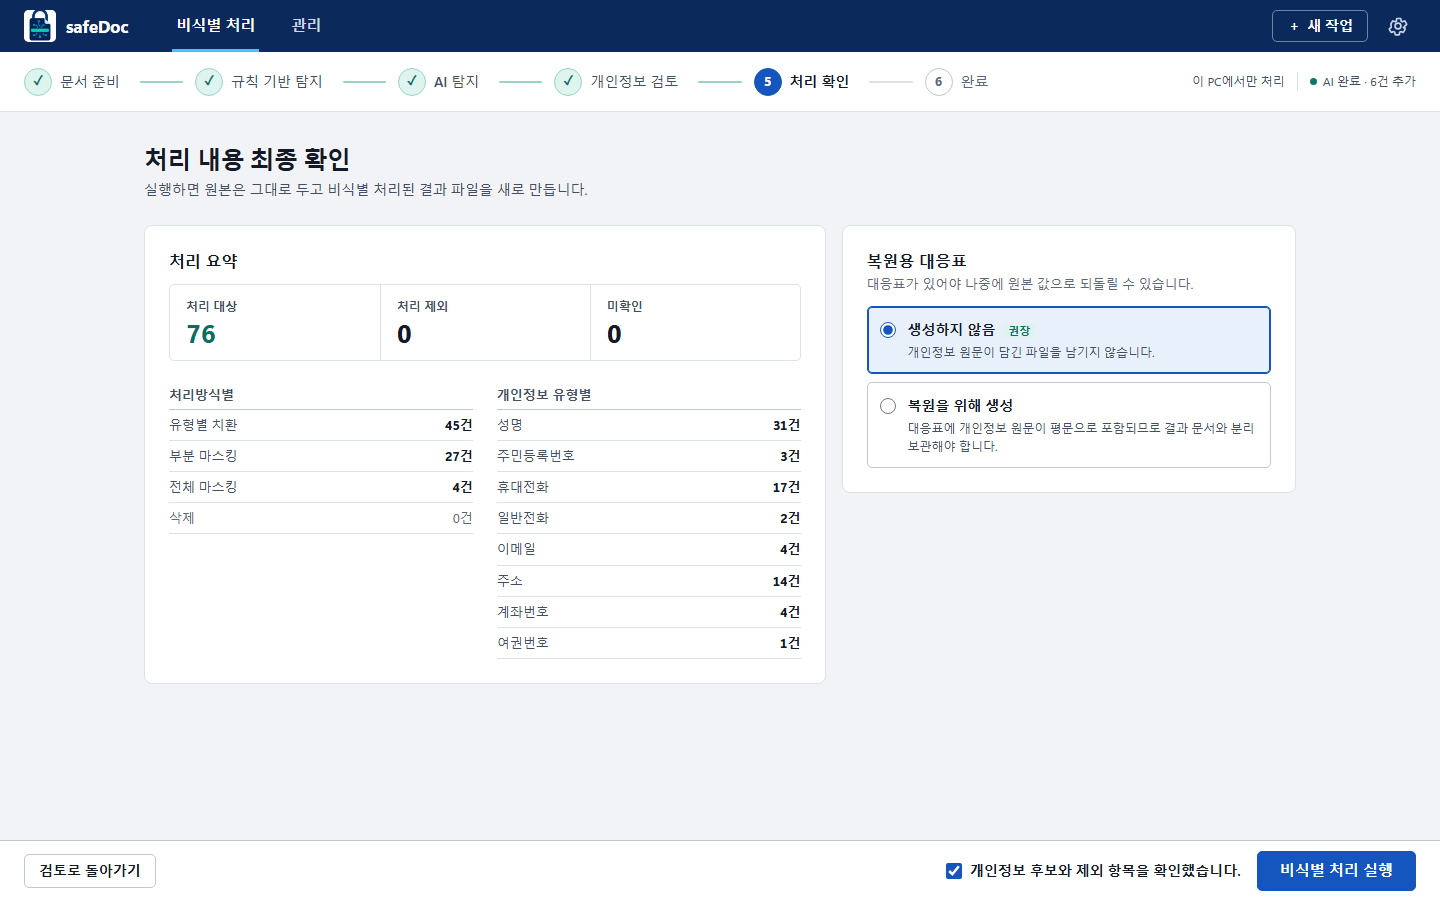 safeDoc
비식별 처리
관리
+ 새 작업
문서 준비
규칙 기반 탐지
AI 탐지
개인정보 검토
5 처리 확인
6 완료
이 PC에서만 처리
AI 완료 · 6건 추가
처리 내용 최종 확인
실행하면 원본은 그대로 두고 비식별 처리된 결과 파일을 새로 만듭니다.
처리 요약
처리 대상
76
처리 제외
0
미확인
0
처리방식별
유형별 치환 45건
부분 마스킹 27건
전체 마스킹 4건
삭제 0건
개인정보 유형별
성명 31건
주민등록번호 3건
휴대전화 17건
일반전화 2건
이메일 4건
주소 14건
계좌번호 4건
여권번호 1건
복원용 대응표
대응표가 있어야 나중에 원본 값으로 되돌릴 수 있습니다.
생성하지 않음 권장
개인정보 원문이 담긴 파일을 남기지 않습니다.
복원을 위해 생성
대응표에 개인정보 원문이 평문으로 포함되므로 결과 문서와 분리
보관해야 합니다.
검토로 돌아가기
개인정보 후보와 제외 항목을 확인했습니다.
비식별 처리 실행